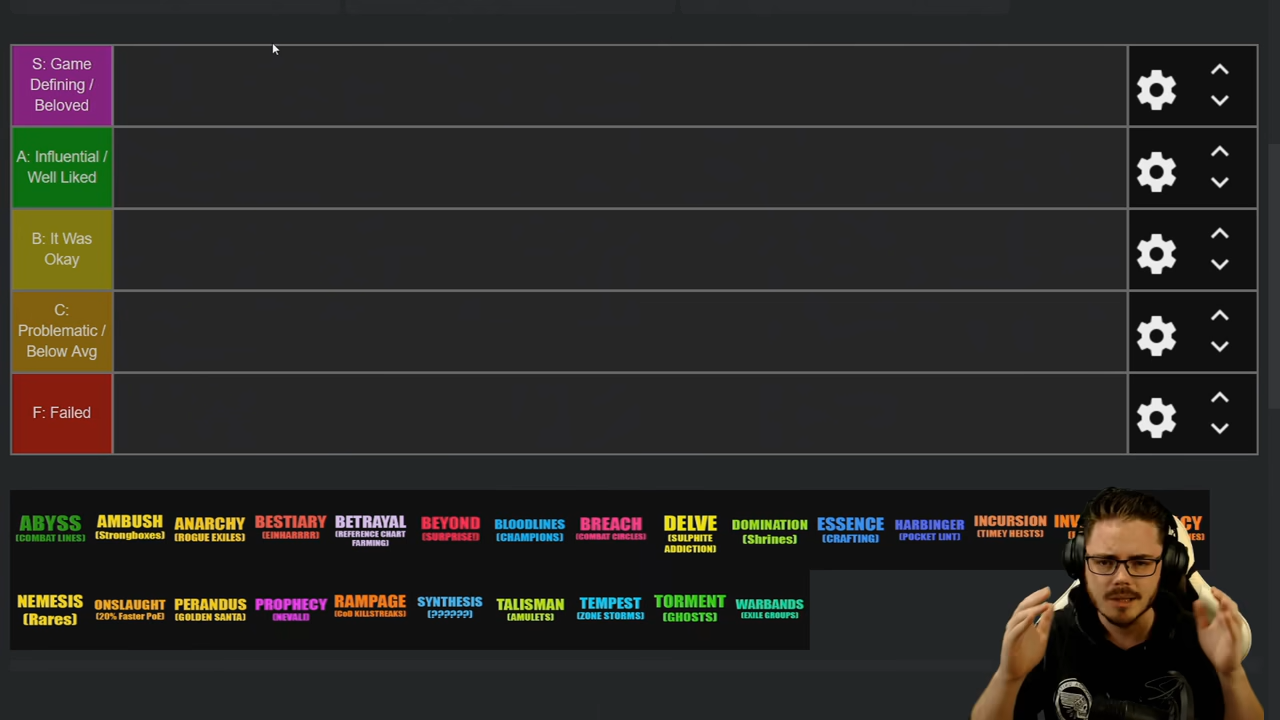 S: Game
Defining /
Beloved
A: Influential /
Well Liked
B: It Was
Okay
C:
Problematic /
Below Avg
F: Failed
ABYSS
(COMBAT LINES)
AMBUSH
(Strongboxes)
ANARCHY
(ROGUE EXILES)
BESTIARY
(EINHARRRR)
BETRAYAL
(REFERENCE CHART
FARMING)
BEYOND
(SURPRISE!)
BLOODLINES
(CHAMPIONS)
BREACH
(COMBAT CIRCLES)
DELVE
(SULPHITE
ADDICTION)
DOMINATION
(Shrines)
ESSENCE
(CRAFTING)
HARBINGER
(POCKET LINT)
INCURSION
(TIMEY HEISTS)
NEMESIS
(Rares)
ONSLAUGHT
(20% Faster PoE)
PERANDUS
(GOLDEN SANTA)
PROPHECY
(NEVALI)
RAMPAGE
(CoD KILLSTREAKS)
SYNTHESIS
(??????)
TALISMAN
(AMULETS)
TEMPEST
(ZONE STORMS)
TORMENT
(GHOSTS)
WARBANDS
(EXILE GROUPS)